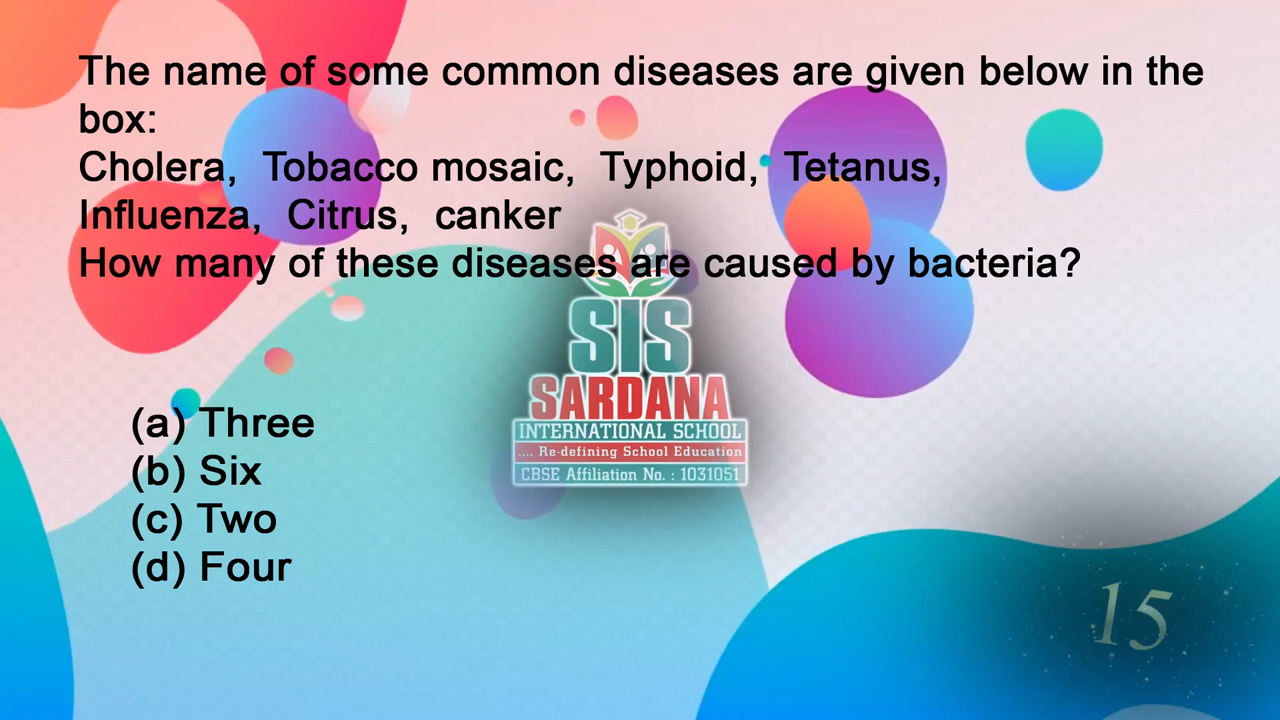 The name of some common diseases are given below in the
box:
Cholera, Tobacco mosaic, Typhoid, Tetanus,
Influenza, Citrus, canker
How many of these diseases are caused by bacteria?
SIS
SARDANA
INTERNATIONAL SCHOOL
.... Re-defining School Education
CBSE Affiliation No. : 1031051
(a) Three
(b) Six
(c) Two
(d) Four
15